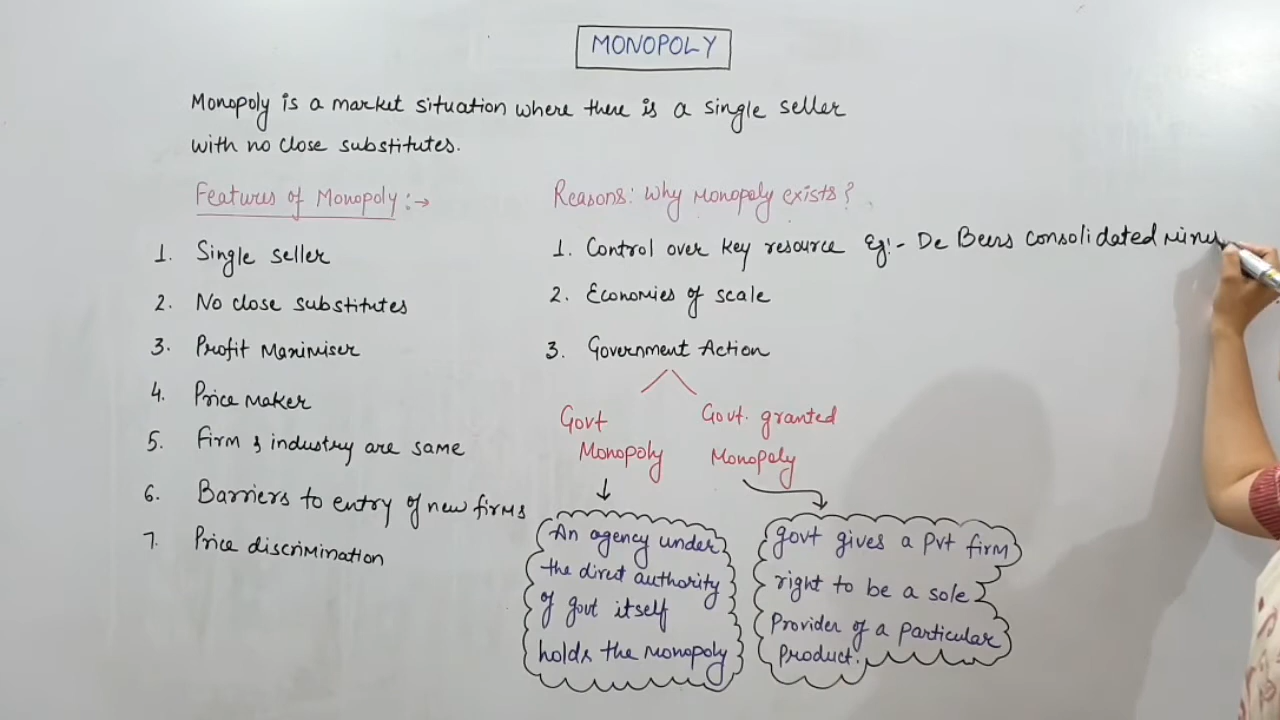 MONOPOLY
Monopoly is a market situation where there is a single seller
with no close substitutes.
Features of Monopoly :→
1. Single seller
2. No close substitutes
3. Profit Maximiser
4. Price Maker
5. Firm & industry are same
6. Barriers to entry of new firms
7. Price discrimination
Reasons: Why Monopoly exists?
1. Control over key resource Eg:- De Beers consolidated
2. Economies of scale
3. Government Action
Govt
Monopoly
Govt. granted
Monopoly
An agency under
the direct authority
of govt itself
holds the monopoly
govt gives a pvt firm
right to be a sole
Provider of a particular
Product.